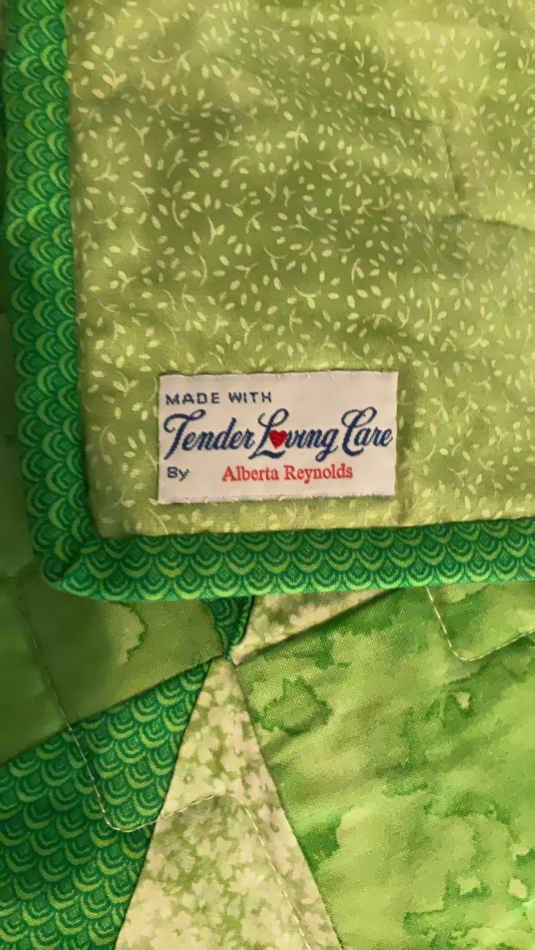 MADE WITH
Tender Loving Care
By Alberta Reynolds